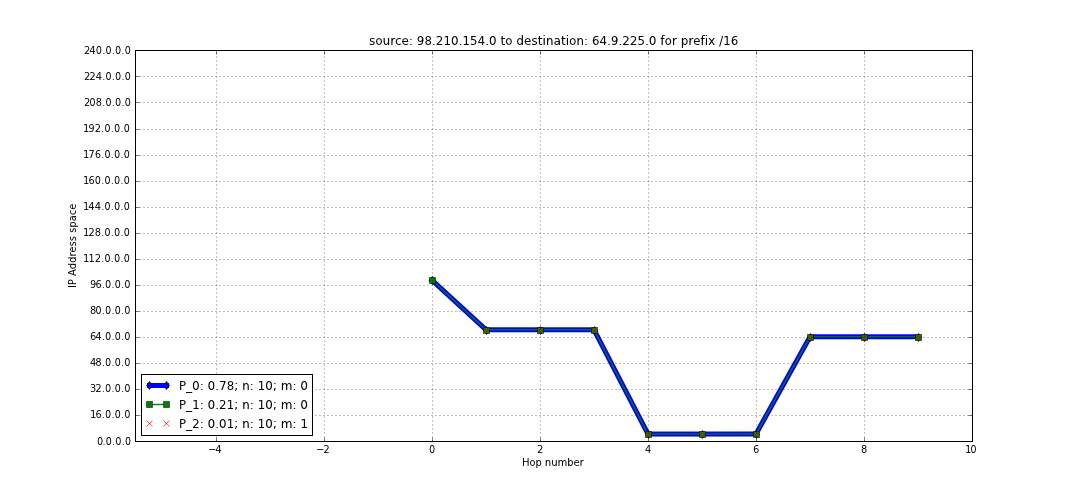 source: 98.210.154.0 to destination: 64.9.225.0 for prefix /16
240.0.0.0
224.0.0.0
208.0.0.0
192.0.0.0
176.0.0.0
160.0.0.0
144.0.0.0
128.0.0.0
112.0.0.0
96.0.0.0
80.0.0.0
64.0.0.0
48.0.0.0
32.0.0.0
16.0.0.0
0.0.0.0
IP Address space
P_0: 0.78; n: 10; m: 0
P_1: 0.21; n: 10; m: 0
P_2: 0.01; n: 10; m: 1
−4 −2 0 2 4 6 8 10
Hop number